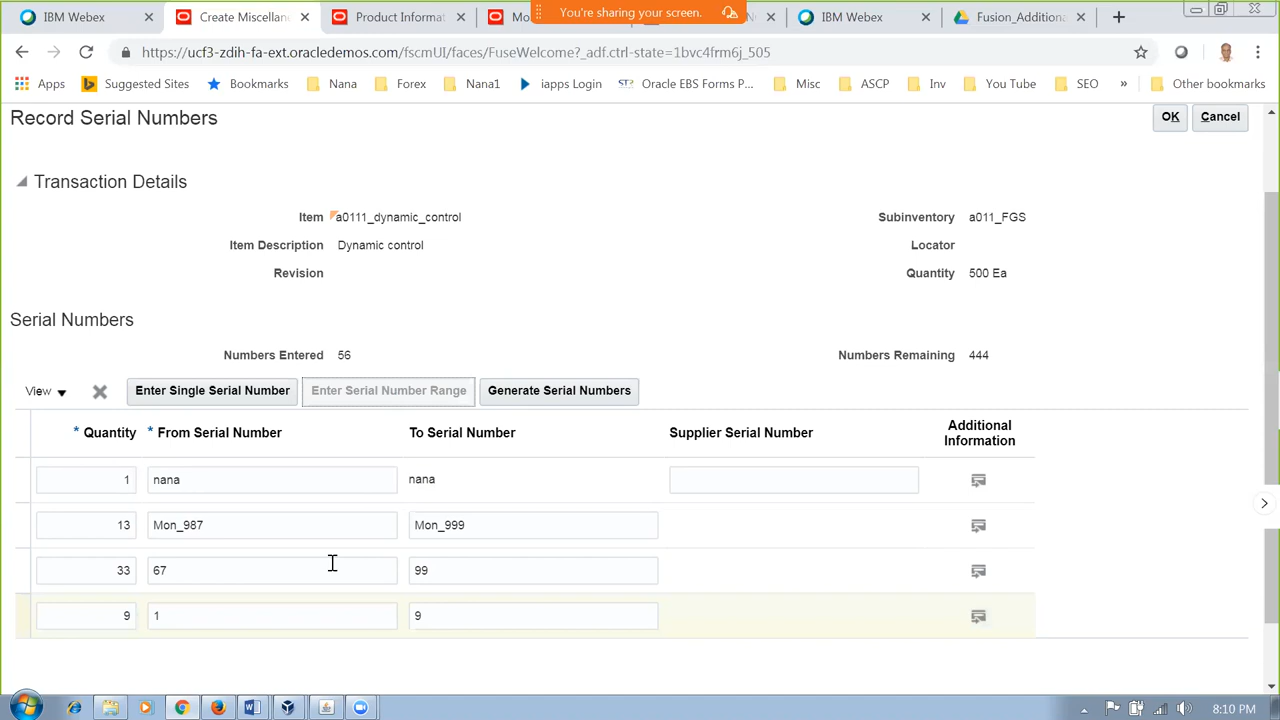 IBM Webex
Create Miscellan
Product Informat
Mo
You're sharing your screen.
IBM Webex
Fusion_Additiona
https://ucf3-zdih-fa-ext.oracledemos.com/fscmUI/faces/FuseWelcome?_adf.ctrl-state=1bvc4frm6j_505
Apps
Suggested Sites
Bookmarks
Nana
Forex
Nana1
iapps Login
Oracle EBS Forms P...
Misc
ASCP
Inv
You Tube
SEO
»
Other bookmarks
Record Serial Numbers
OK
Cancel
Transaction Details
Item a0111_dynamic_control
Subinventory a011_FGS
Item Description Dynamic control
Locator
Revision
Quantity 500 Ea
Serial Numbers
Numbers Entered 56
Numbers Remaining 444
View
Enter Single Serial Number
Enter Serial Number Range
Generate Serial Numbers
* Quantity * From Serial Number To Serial Number Supplier Serial Number Additional Information
1 nana nana
13 Mon_987 Mon_999
33 67 99
9 1 9
8:10 PM